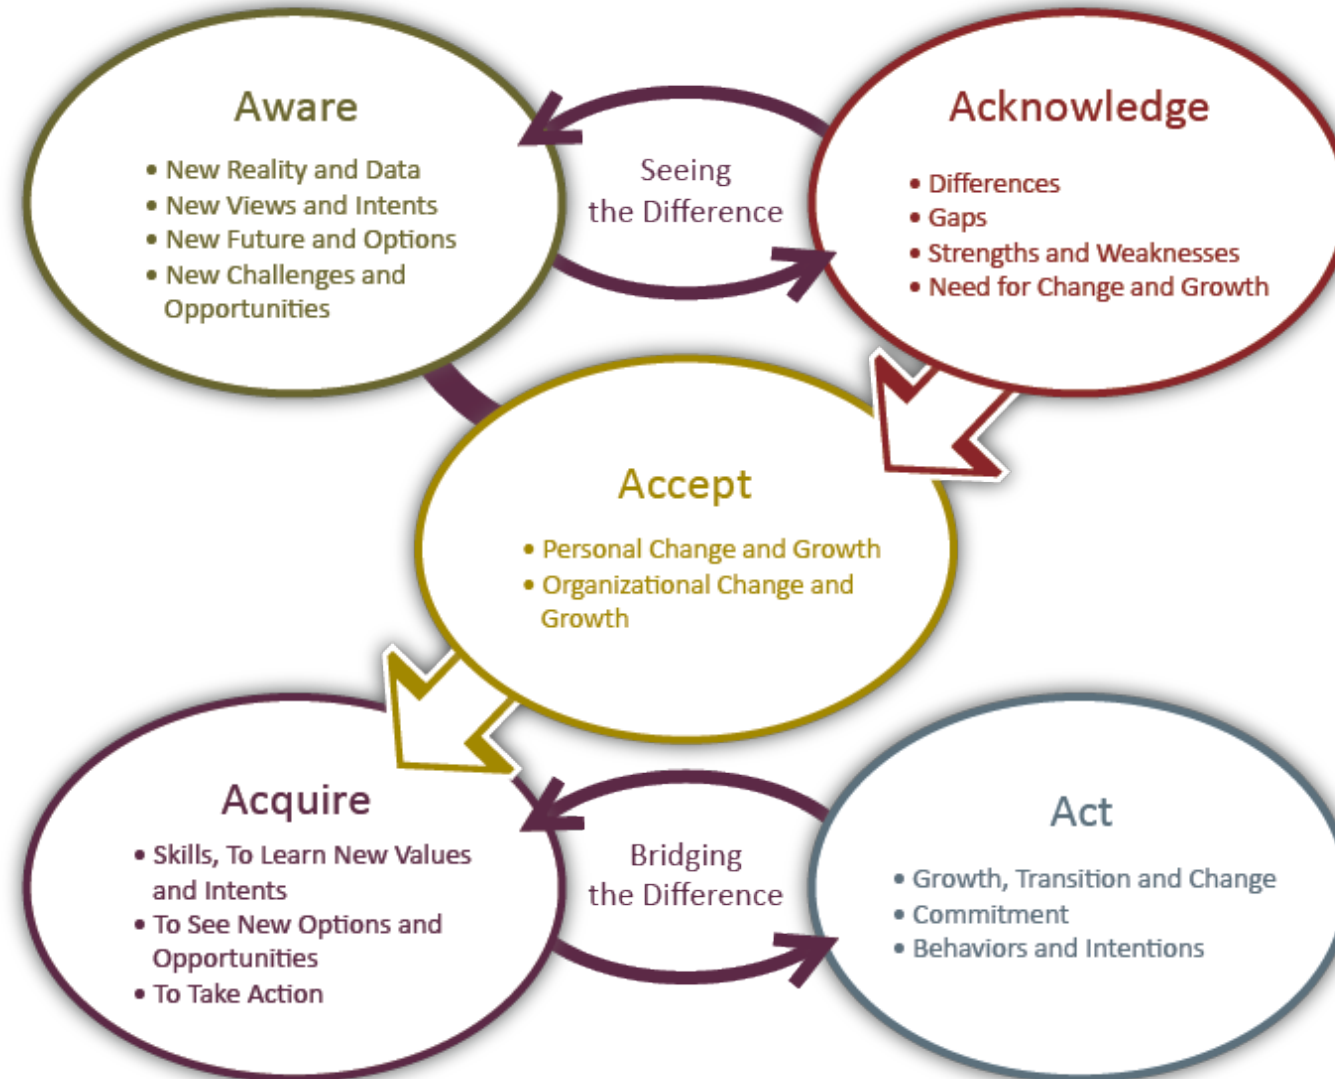 Aware
• New Reality and Data
• New Views and Intents
• New Future and Options
• New Challenges and
Opportunities
Seeing
the Difference
Acknowledge
• Differences
• Gaps
• Strengths and Weaknesses
• Need for Change and Growth
Accept
• Personal Change and Growth
• Organizational Change and
Growth
Acquire
• Skills, To Learn New Values
and Intents
• To See New Options and
Opportunities
• To Take Action
Bridging
the Difference
Act
• Growth, Transition and Change
• Commitment
• Behaviors and Intentions